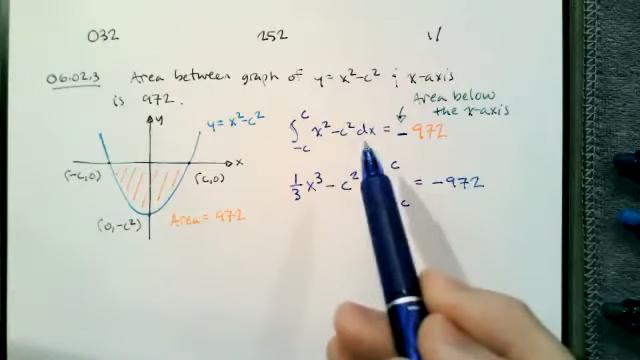 032 252 v
06.02.3 Area between graph of y = x²-c² & x-axis
is 972.
y
y = x²-c²
x
(-c,0)
(c,0)
(0,-c²)
Area = 972
Area below
the x-axis
∫_{-c}^{c} x²-c² dx = -972
1/3 x³ - c² c c = -972